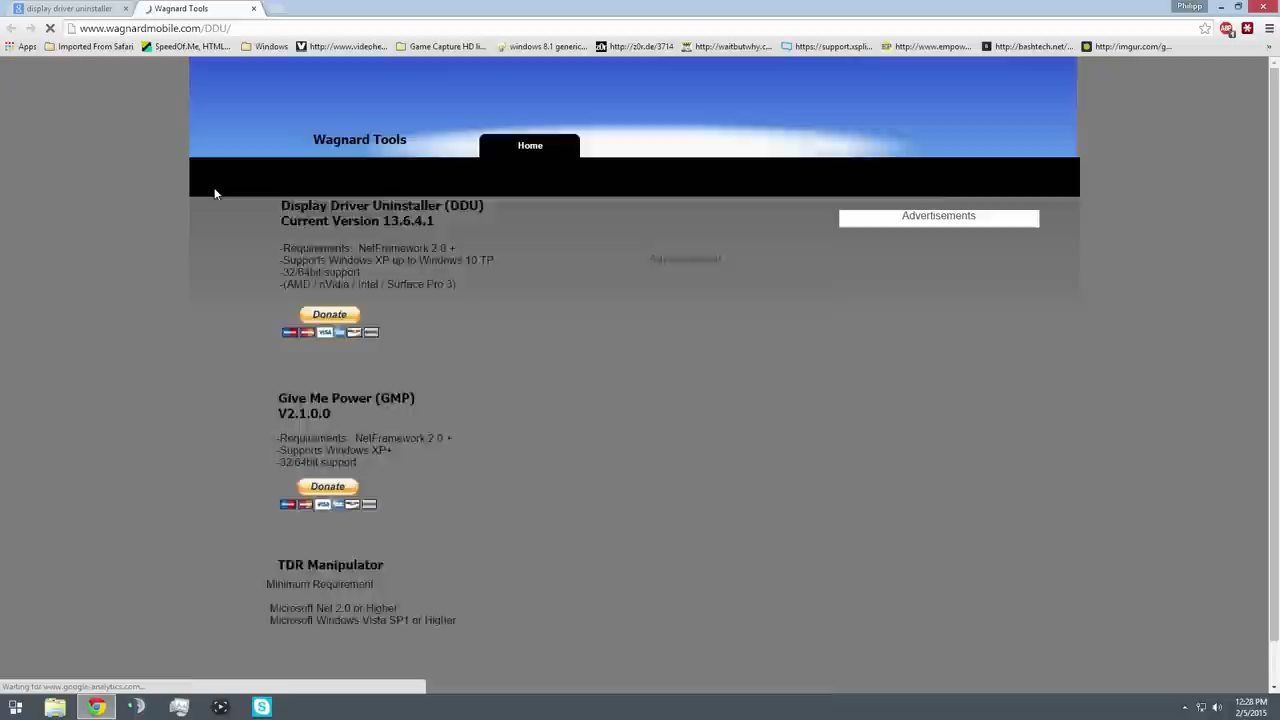 display driver uninstaller
Wagnard Tools
Philipp
www.wagnardmobile.com/DDU/
Apps
Imported From Safari
SpeedOf.Me, HTML...
Windows
http://www.videohe...
Game Capture HD li...
windows 8.1 generic...
http://z0r.de/3714
http://waitbutwhy.c...
https://support.xspli...
http://www.empow...
http://bashtech.net/...
http://imgur.com/g...
Wagnard Tools
Home
Display Driver Uninstaller (DDU)
Current Version 13.6.4.1
Advertisements
-Requirements: NetFramework 2.0 +
-Supports Windows XP up to Windows 10 TP
-32/64bit support
-(AMD / nVidia / Intel / Surface Pro 3)
Advertisement
Donate
VISA
Give Me Power (GMP)
V2.1.0.0
-Requirements: NetFramework 2.0 +
-Supports Windows XP+
-32/64bit support
Donate
VISA
TDR Manipulator
Minimum Requirement
Microsoft Net 2.0 or Higher
Microsoft Windows Vista SP1 or Higher
Waiting for www.google-analytics.com...
12:28 PM
2/5/2015